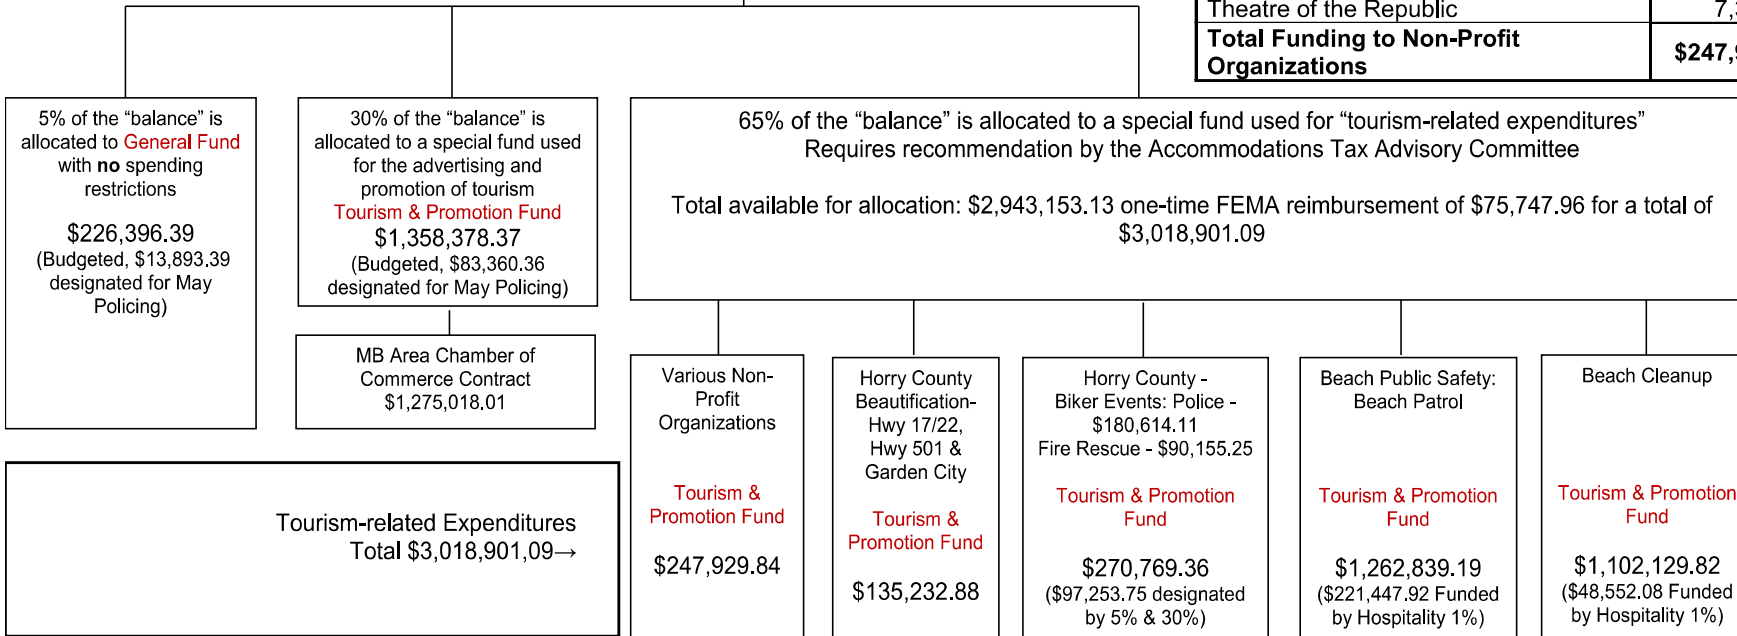 Theatre of the Republic
Total Funding to Non-Profit
Organizations
5% of the “balance” is
allocated to General Fund
with no spending
restrictions
$226,396.39
(Budgeted, $13,893.39
designated for May
Policing)
30% of the “balance” is
allocated to a special fund used
for the advertising and
promotion of tourism
Tourism & Promotion Fund
$1,358,378.37
(Budgeted, $83,360.36
designated for May Policing)
MB Area Chamber of
Commerce Contract
$1,275,018.01
65% of the “balance” is allocated to a special fund used for “tourism-related expenditures”
Requires recommendation by the Accommodations Tax Advisory Committee
Total available for allocation: $2,943,153.13 one-time FEMA reimbursement of $75,747.96 for a total of
$3,018,901.09
Tourism-related Expenditures
Total $3,018,901,09→
Various Non-
Profit
Organizations
Tourism &
Promotion Fund
$247,929.84
Horry County
Beautification-
Hwy 17/22,
Hwy 501 &
Garden City
Tourism &
Promotion Fund
$135,232.88
Horry County -
Biker Events: Police -
$180,614.11
Fire Rescue - $90,155.25
Tourism & Promotion
Fund
$270,769.36
($97,253.75 designated
by 5% & 30%)
Beach Public Safety:
Beach Patrol
Tourism & Promotion
Fund
$1,262,839.19
($221,447.92 Funded
by Hospitality 1%)
Beach Cleanup
Tourism & Promotion
Fund
$1,102,129.82
($48,552.08 Funded
by Hospitality 1%)